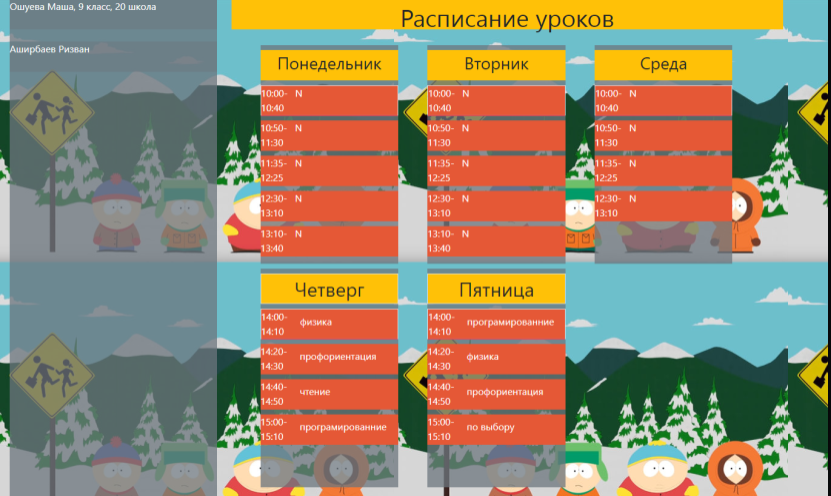 Ошуева Маша, 9 класс, 20 школа
Аширбаев Ризван
Расписание уроков
Понедельник
10:00- N
10:40
10:50- N
11:30
11:35- N
12:25
12:30- N
13:10
13:10- N
13:40
Вторник
10:00- N
10:40
10:50- N
11:30
11:35- N
12:25
12:30- N
13:10
13:10- N
13:40
Среда
10:00- N
10:40
10:50- N
11:30
11:35- N
12:25
12:30- N
13:10
Четверг
14:00-
физика
14:10
14:20-
профориентация
14:30
14:40-
чтение
14:50
15:00-
програмированние
15:10
Пятница
14:00-
програмированние
14:10
14:20-
физика
14:30
14:40-
профориентация
14:50
15:00-
по выбору
15:10